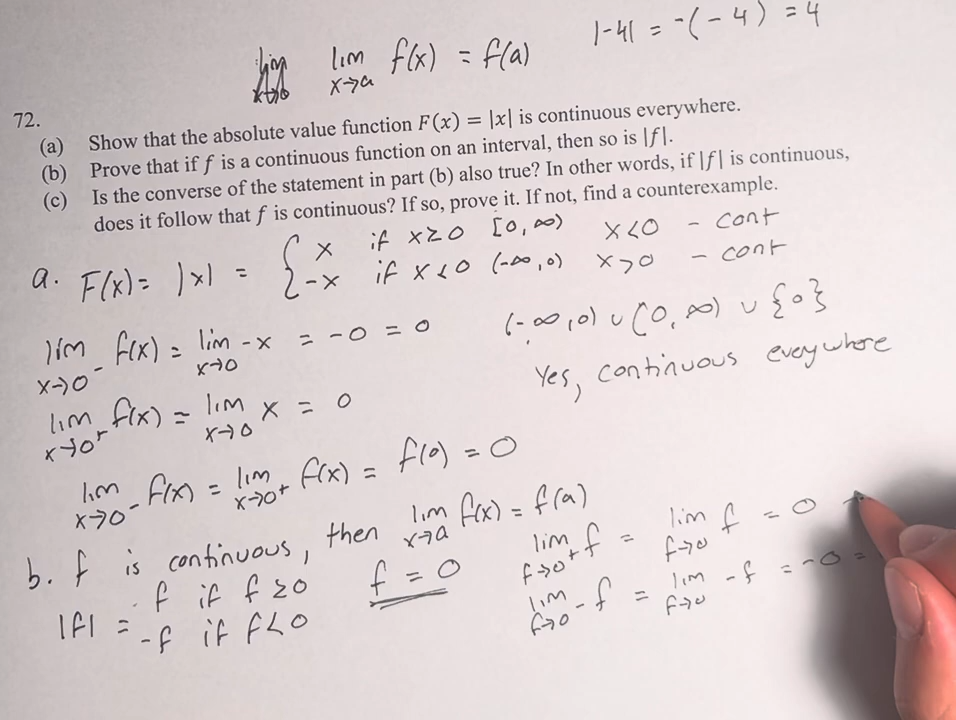 lim x→a f(x) = f(a)
|-4| = -(-4) = 4
72.
(a) Show that the absolute value function F(x) = |x| is continuous everywhere.
(b) Prove that if f is a continuous function on an interval, then so is |f|.
(c) Is the converse of the statement in part (b) also true? In other words, if |f| is continuous,
does it follow that f is continuous? If so, prove it. If not, find a counterexample.
a. F(x) = |x| = { x if x ≥ 0 [0, ∞) x < 0 - cont
-x if x < 0 (-∞, 0) x > 0 - cont
(-∞, 0) ∪ (0, ∞) ∪ {0}
lim x→0⁻ f(x) = lim x→0 -x = -0 = 0
Yes, continuous everywhere
lim x→0⁺ f(x) = lim x→0 x = 0
lim x→0⁻ f(x) = lim x→0⁺ f(x) = f(0) = 0
b. f is continuous, then lim x→a f(x) = f(a)
|f| = f if f ≥ 0
-f if f < 0
f = 0
lim f→0⁺ f = lim f→0 f = 0
lim f→0⁻ f = lim f→0 -f = -0 =